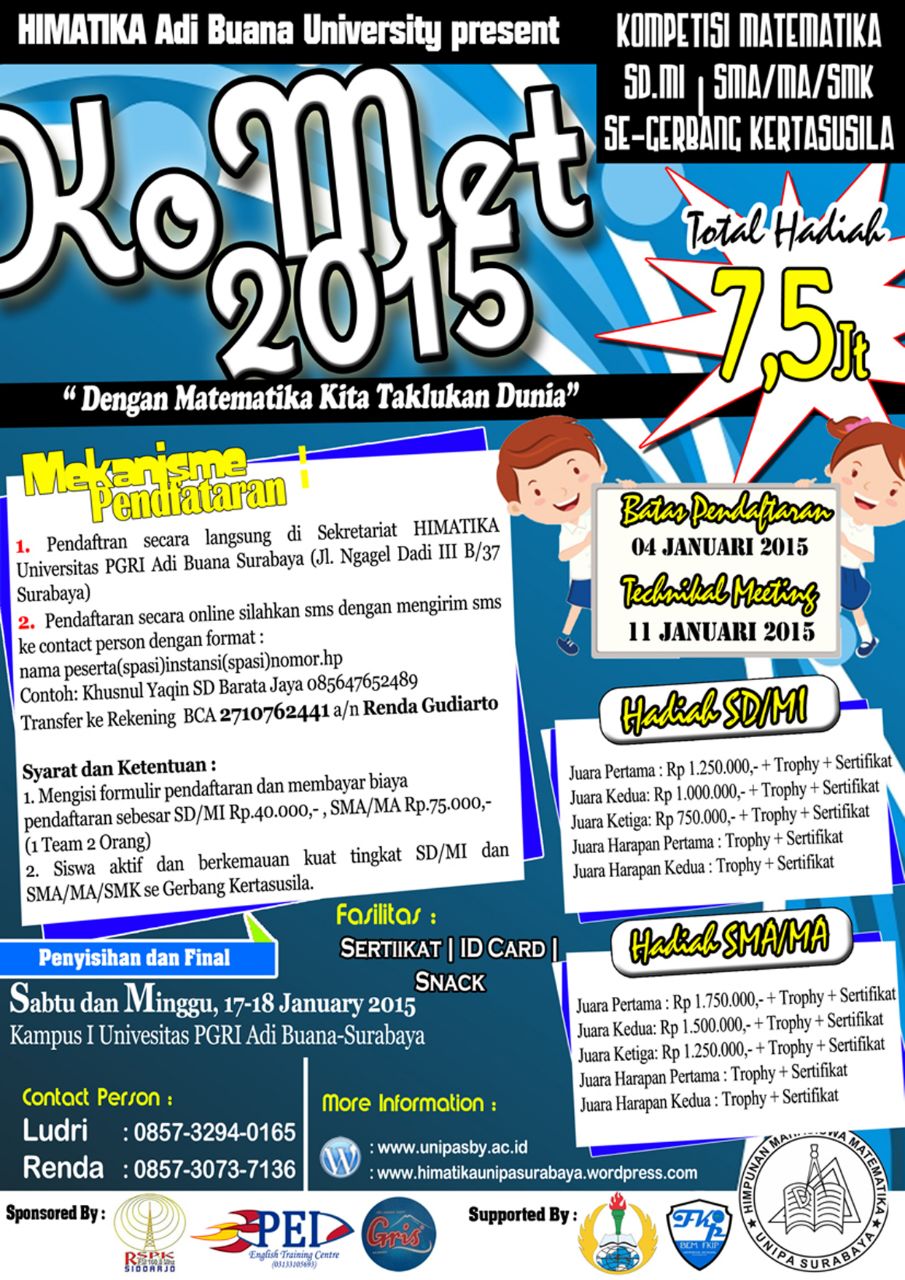 HIMATIKA Adi Buana University present
KOMPETISI MATEMATIKA
SD.MI | SMA/MA/SMK
SE-GERBANG KERTASUSILA
KoMet
2015
Total Hadiah
7,5Jt
“ Dengan Matematika Kita Taklukan Dunia”
Mekanisme
Pendfataran !
1. Pendaftran secara langsung di Sekretariat HIMATIKA
Universitas PGRI Adi Buana Surabaya (Jl. Ngagel Dadi III B/37
Surabaya)
2. Pendaftaran secara online silahkan sms dengan mengirim sms
ke contact person dengan format :
nama peserta(spasi)instansi(spasi)nomor.hp
Contoh: Khusnul Yaqin SD Barata Jaya 085647652489
Transfer ke Rekening BCA 2710762441 a/n Renda Gudiarto
Syarat dan Ketentuan :
1. Mengisi formulir pendaftaran dan membayar biaya
pendaftaran sebesar SD/MI Rp.40.000,- , SMA/MA Rp.75.000,-
(1 Team 2 Orang)
2. Siswa aktif dan berkemauan kuat tingkat SD/MI dan
SMA/MA/SMK se Gerbang Kertasusila.
Batas Pendaftaran
04 JANUARI 2015
Technikal Meeting
11 JANUARI 2015
Hadiah SD/MI
Juara Pertama : Rp 1.250.000,- + Trophy + Sertifikat
Juara Kedua: Rp 1.000.000,- + Trophy + Sertifikat
Juara Ketiga: Rp 750.000,- + Trophy + Sertifikat
Juara Harapan Pertama : Trophy + Sertifikat
Juara Harapan Kedua : Trophy + Sertifikat
Hadiah SMA/MA
Juara Pertama : Rp 1.750.000,- + Trophy + Sertifikat
Juara Kedua: Rp 1.500.000,- + Trophy + Sertifikat
Juara Ketiga: Rp 1.250.000,- + Trophy + Sertifikat
Juara Harapan Pertama : Trophy + Sertifikat
Juara Harapan Kedua : Trophy + Sertifikat
Fasilitas :
SERTIIKAT | ID CARD |
SNACK
Penyisihan dan Final
Sabtu dan Minggu, 17-18 January 2015
Kampus I Univesitas PGRI Adi Buana-Surabaya
Contact Person :
Ludri : 0857-3294-0165
Renda : 0857-3073-7136
More Information :
: www.unipasby.ac.id
: www.himatikaunipasurabaya.wordpress.com
Sponsored By :
RSPK
SIDOARJO
PEI
English Training Centre
(03133105693)
Gris
Supported By :
BEM FKIP
HIMPUNAN MAHASISWA MATEMATIKA
UNIPA SURABAYA